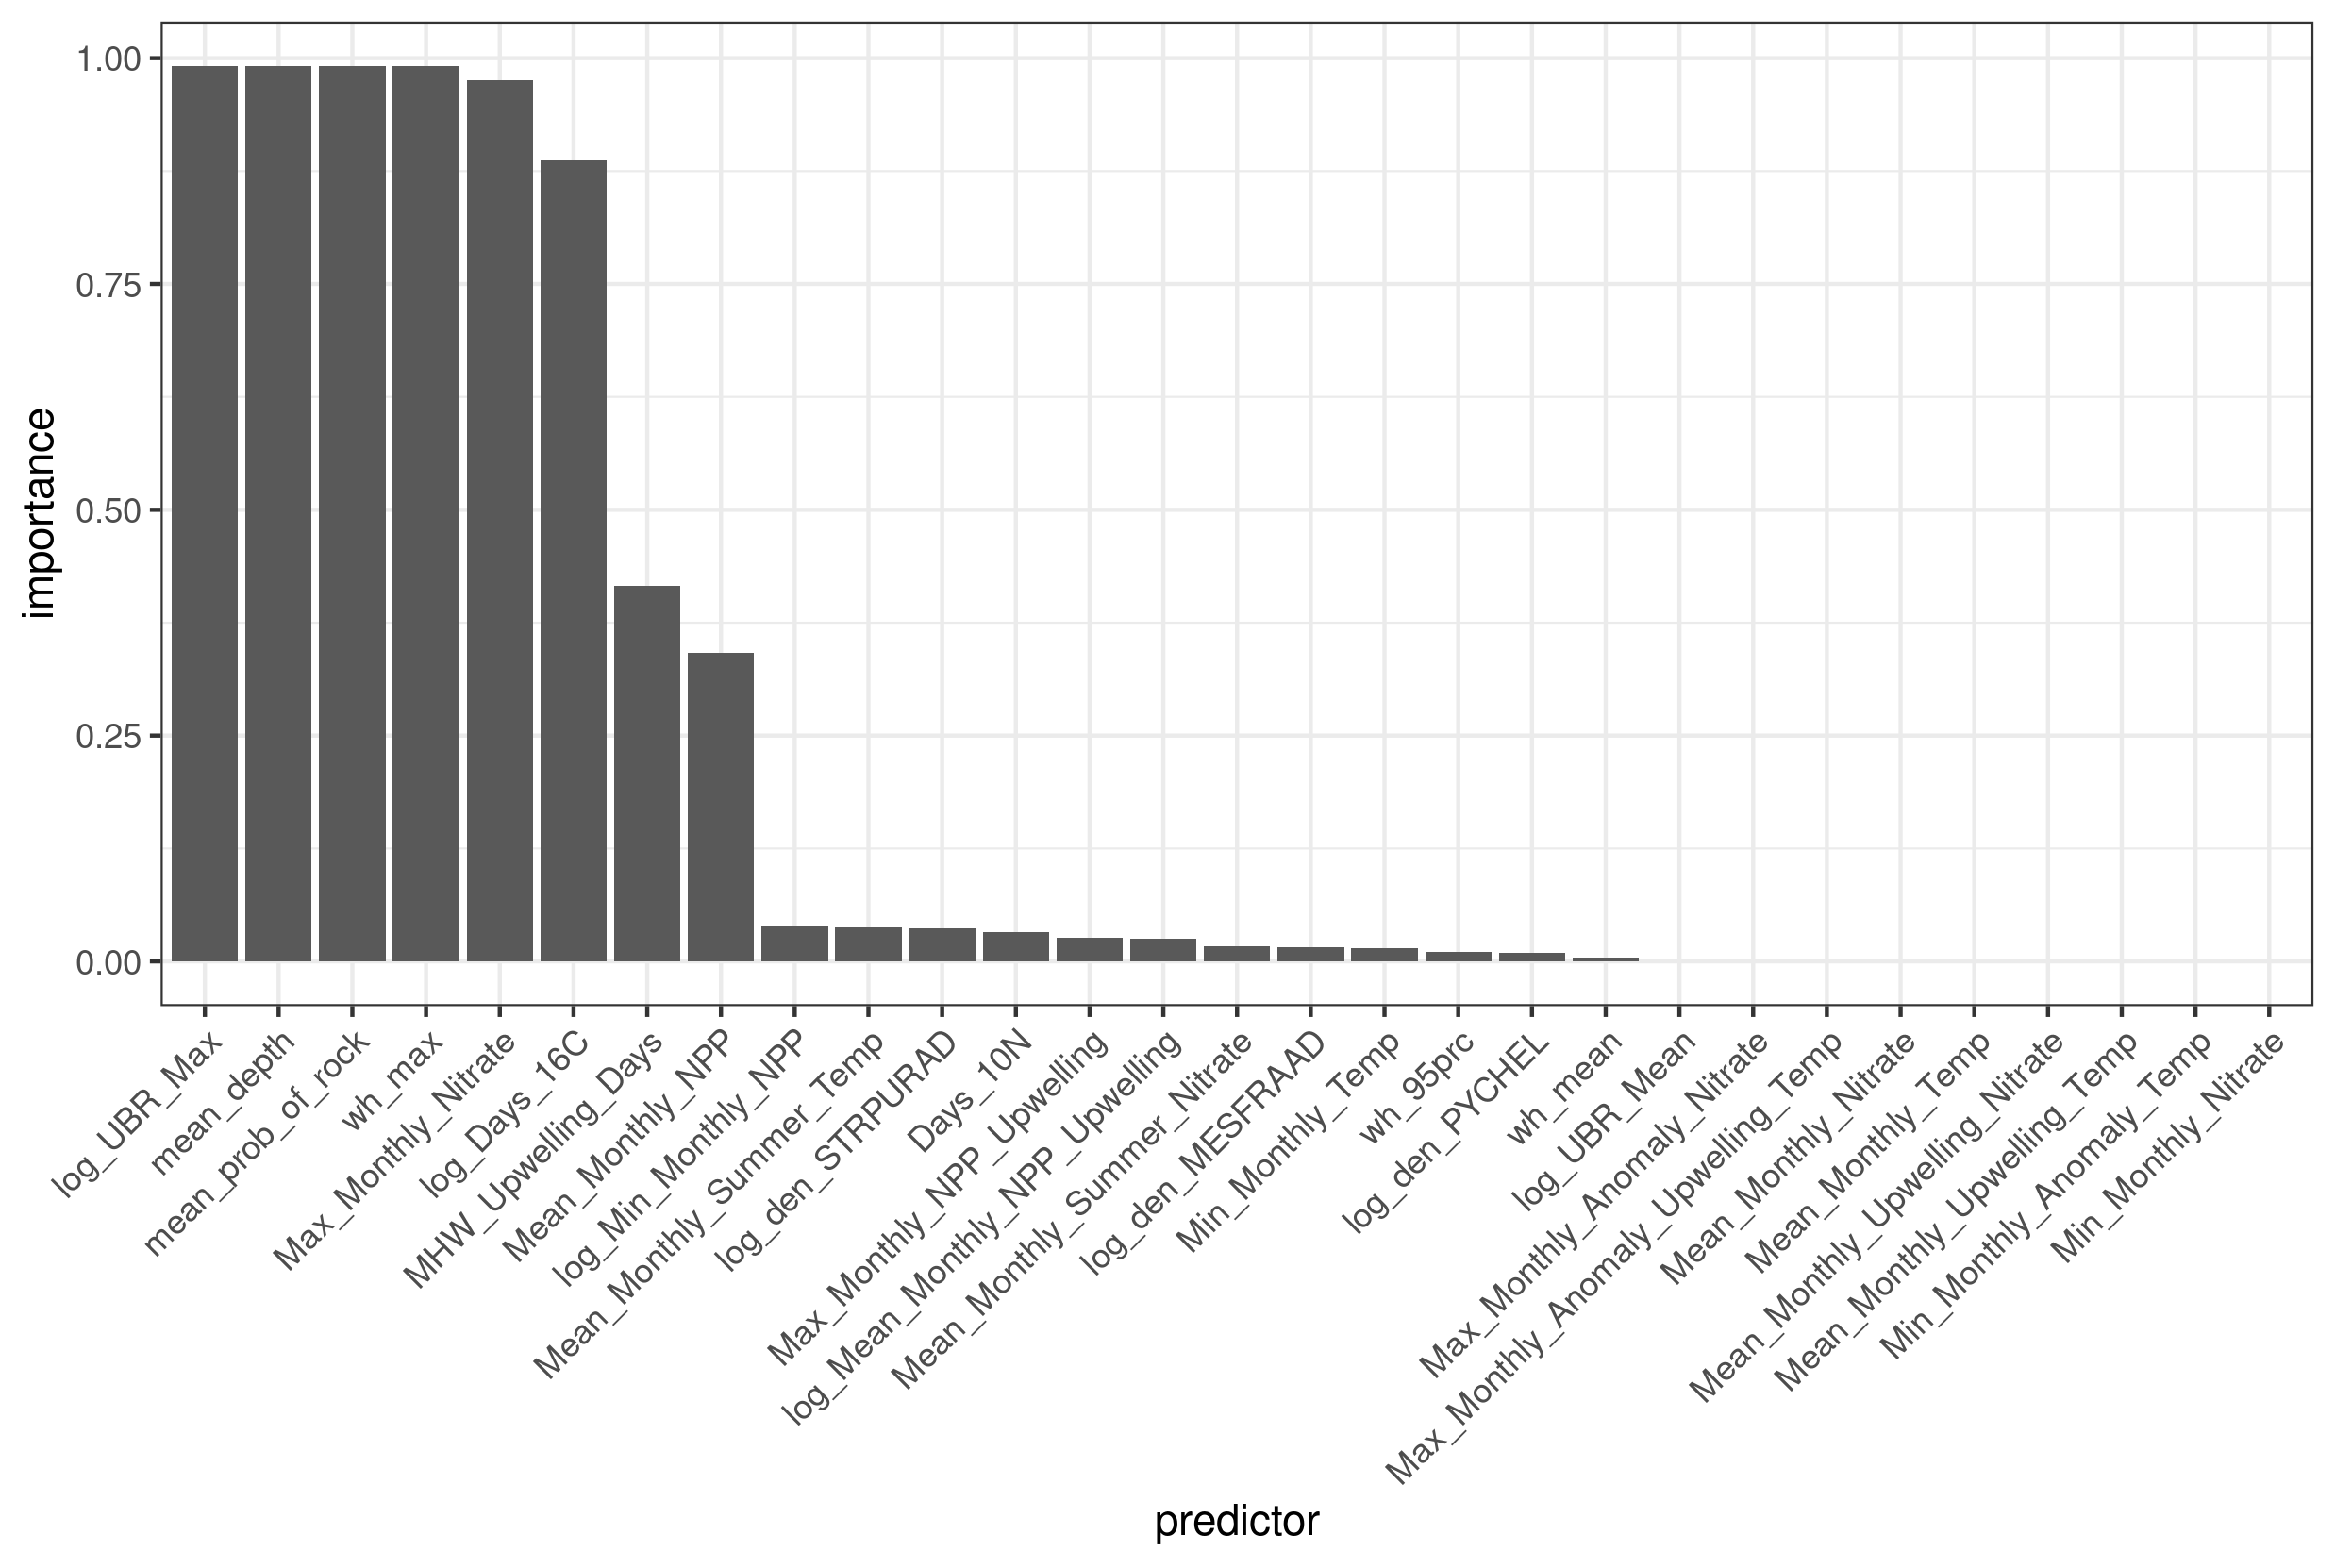 importance
1.00
0.75
0.50
0.25
0.00
log_UBR_Max
mean_depth
mean_prob_of_rock
wh_max
Max_Monthly_Nitrate
log_Days_16C
MHW_Upwelling_Days
Mean_Monthly_NPP
log_Min_Monthly_NPP
Mean_Monthly_Summer_Temp
log_den_STRPURAD
Days_10N
Max_Monthly_NPP_Upwelling
log_Mean_Monthly_NPP_Upwelling
Mean_Monthly_Summer_Nitrate
log_den_MESFRAAD
Min_Monthly_Temp
wh_95prc
log_den_PYCHEL
wh_mean
log_UBR_Mean
Max_Monthly_Anomaly_Nitrate
Max_Monthly_Anomaly_Upwelling_Temp
Mean_Monthly_Nitrate
Mean_Monthly_Temp
Mean_Monthly_Upwelling_Nitrate
Mean_Monthly_Upwelling_Temp
Min_Monthly_Anomaly_Temp
Min_Monthly_Nitrate
predictor